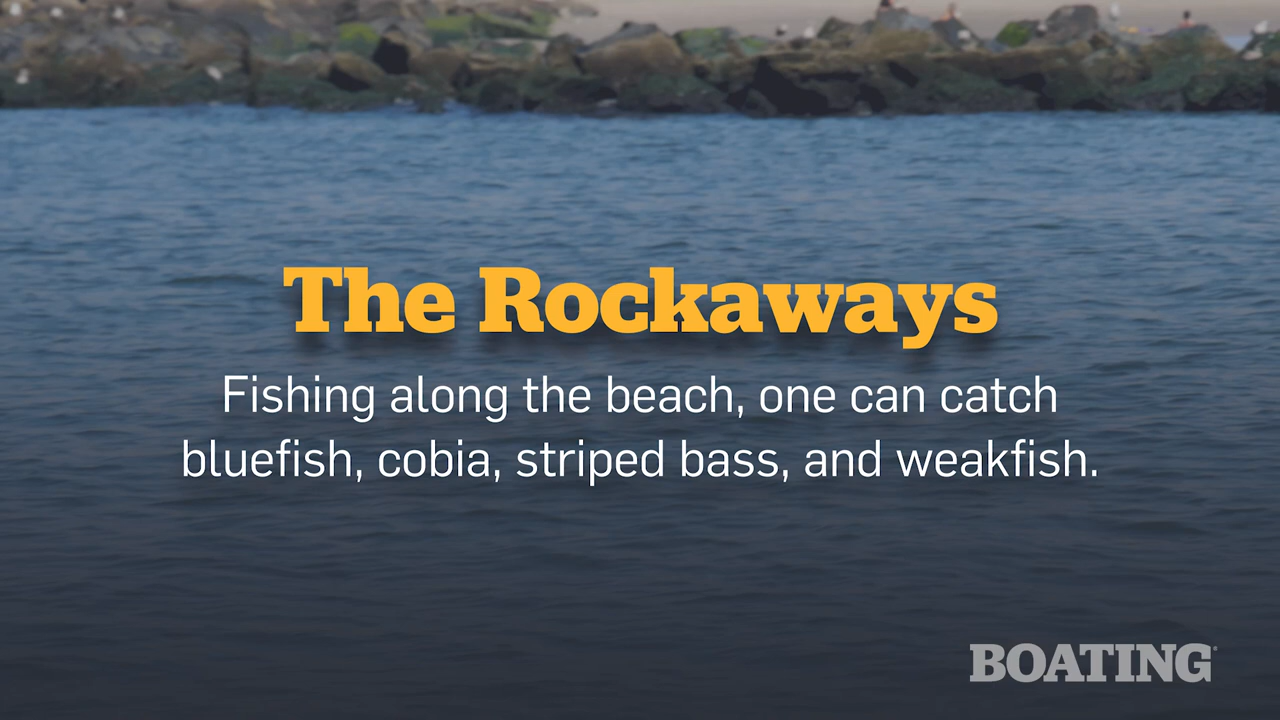 The Rockaways
Fishing along the beach, one can catch
bluefish, cobia, striped bass, and weakfish.
BOATING